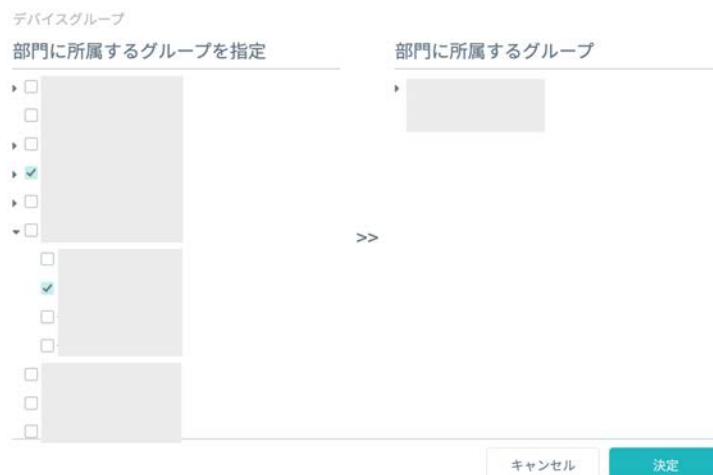 デバイスグループ
部門に所属するグループを指定
部門に所属するグループ
>>
キャンセル
決定